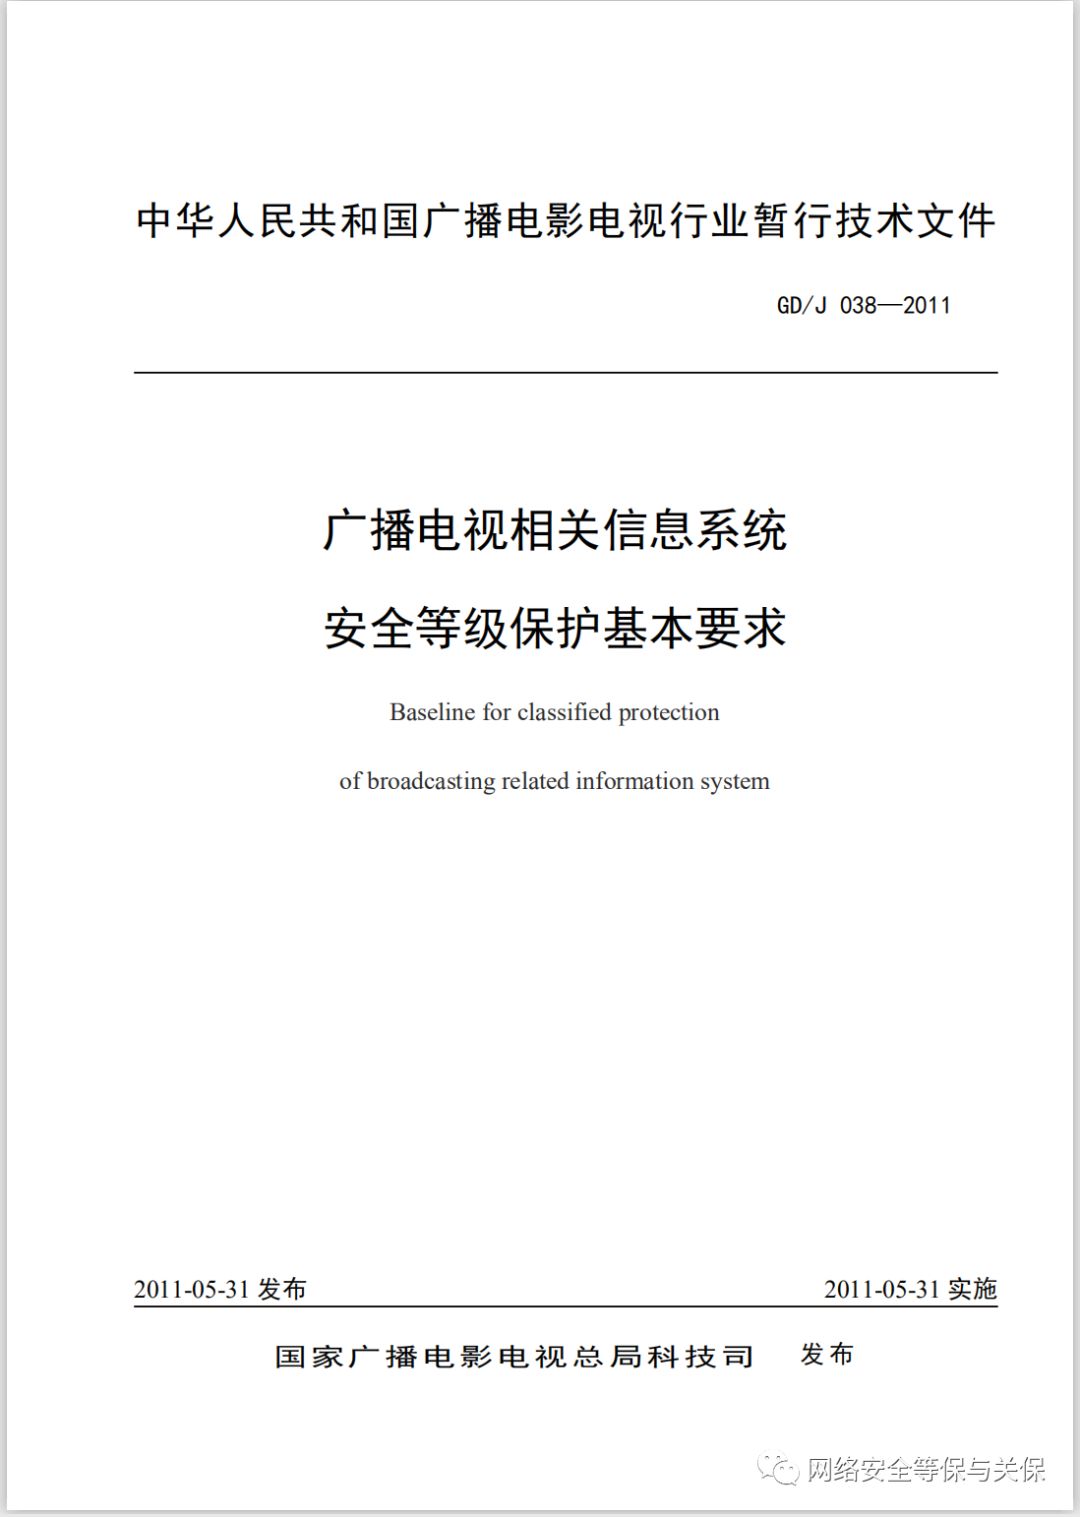 中华人民共和国广播电影电视行业暂行技术文件
GD/J 038—2011
广播电视相关信息系统
安全等级保护基本要求
Baseline for classified protection
of broadcasting related information system
2011-05-31 发布
2011-05-31 实施
国家广播电影电视总局科技司 发布
网络安全等保与关保